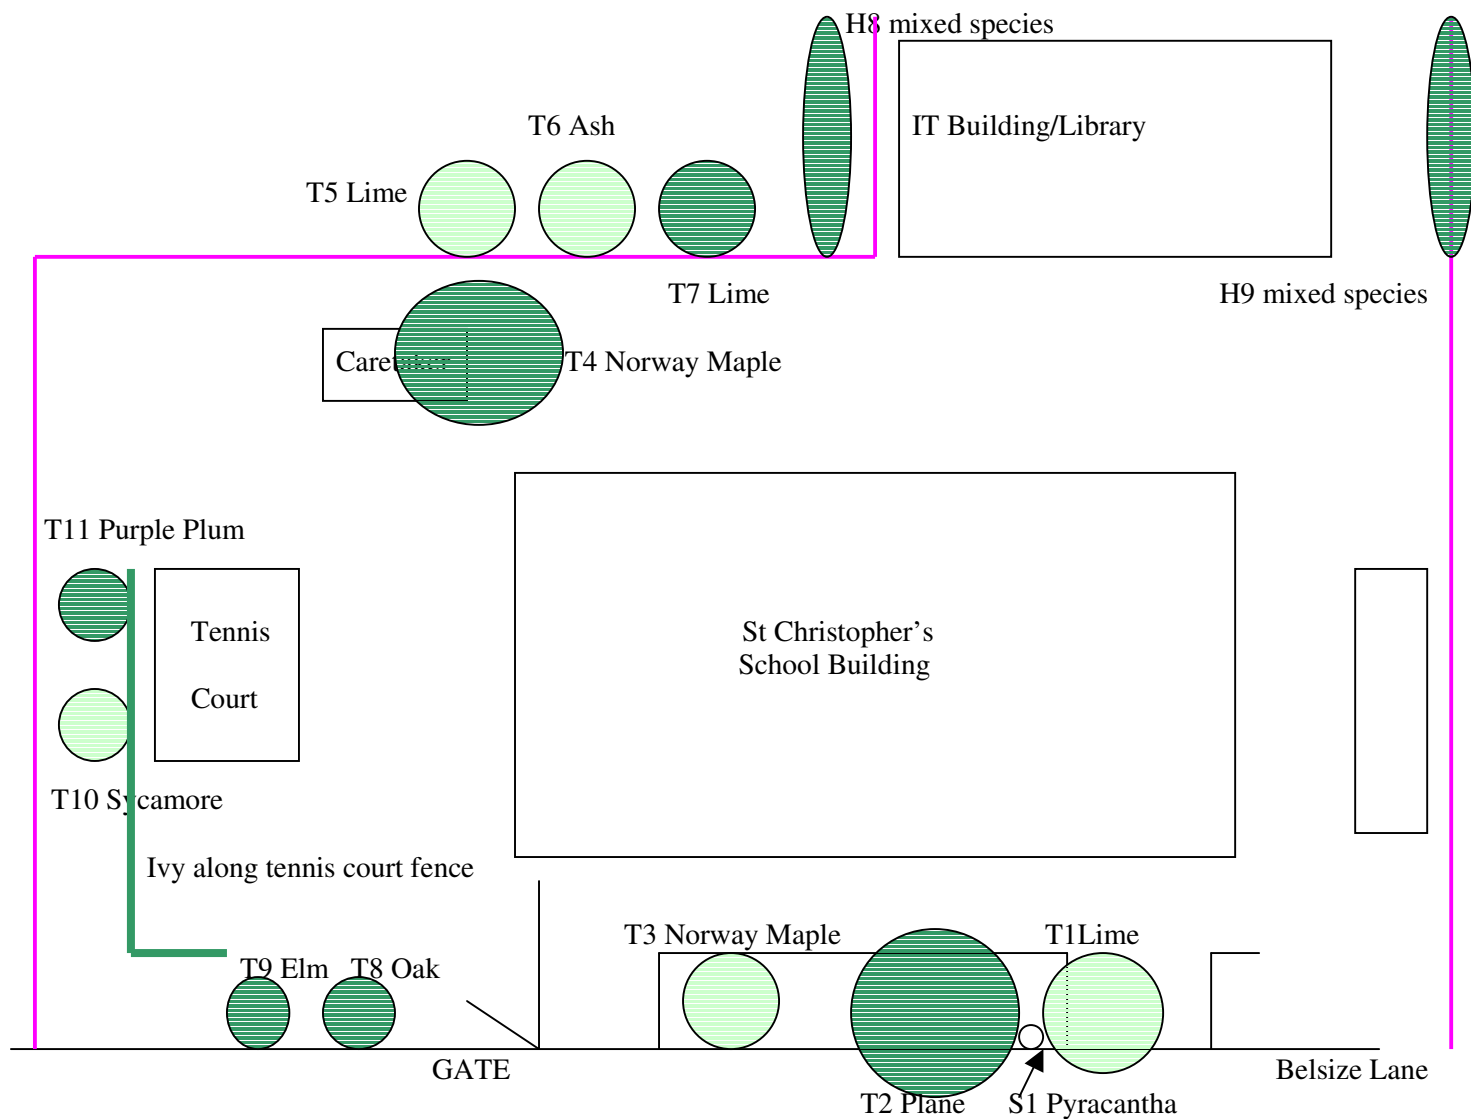 H8 mixed species
T6 Ash
IT Building/Library
T5 Lime
T7 Lime
H9 mixed species
Caretaker
T4 Norway Maple
T11 Purple Plum
Tennis
Court
St Christopher’s
School Building
T10 Sycamore
Ivy along tennis court fence
T3 Norway Maple
T1Lime
T9 Elm
T8 Oak
GATE
Belsize Lane
T2 Plane
S1 Pyracantha